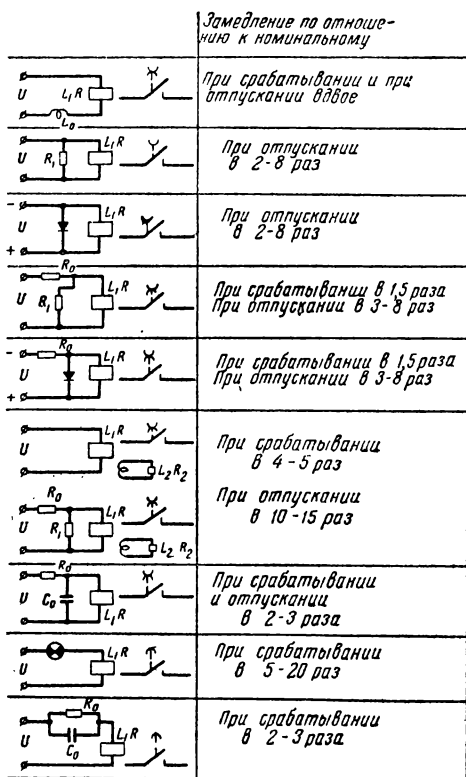 Замедление по отноше-
нию к номинальному
U L₁R L₀
При срабатывании и при
отпускании вдвое
U R₁ L₁R
При отпускании
в 2-8 раз
- U + L₁R
При отпускании
в 2-8 раз
R₀ U R₁ L₁R
При срабатывании в 1,5 раза
При отпускании в 3-8 раз
- R₀ U + L₁R
При срабатывании в 1,5 раза
При отпускании в 3-8 раз
U L₁R L₂R₂
При срабатывании
в 4-5 раз
R₀ U R₁ L₁R L₂ R₂
При отпускании
в 10-15 раз
R₀ U C₀ L₁R
При срабатывании
и отпускании
в 2-3 раза
U L₁R
При срабатывании
в 5-20 раз
R₀ U C₀ L₁R
При срабатывании
в 2-3 раза